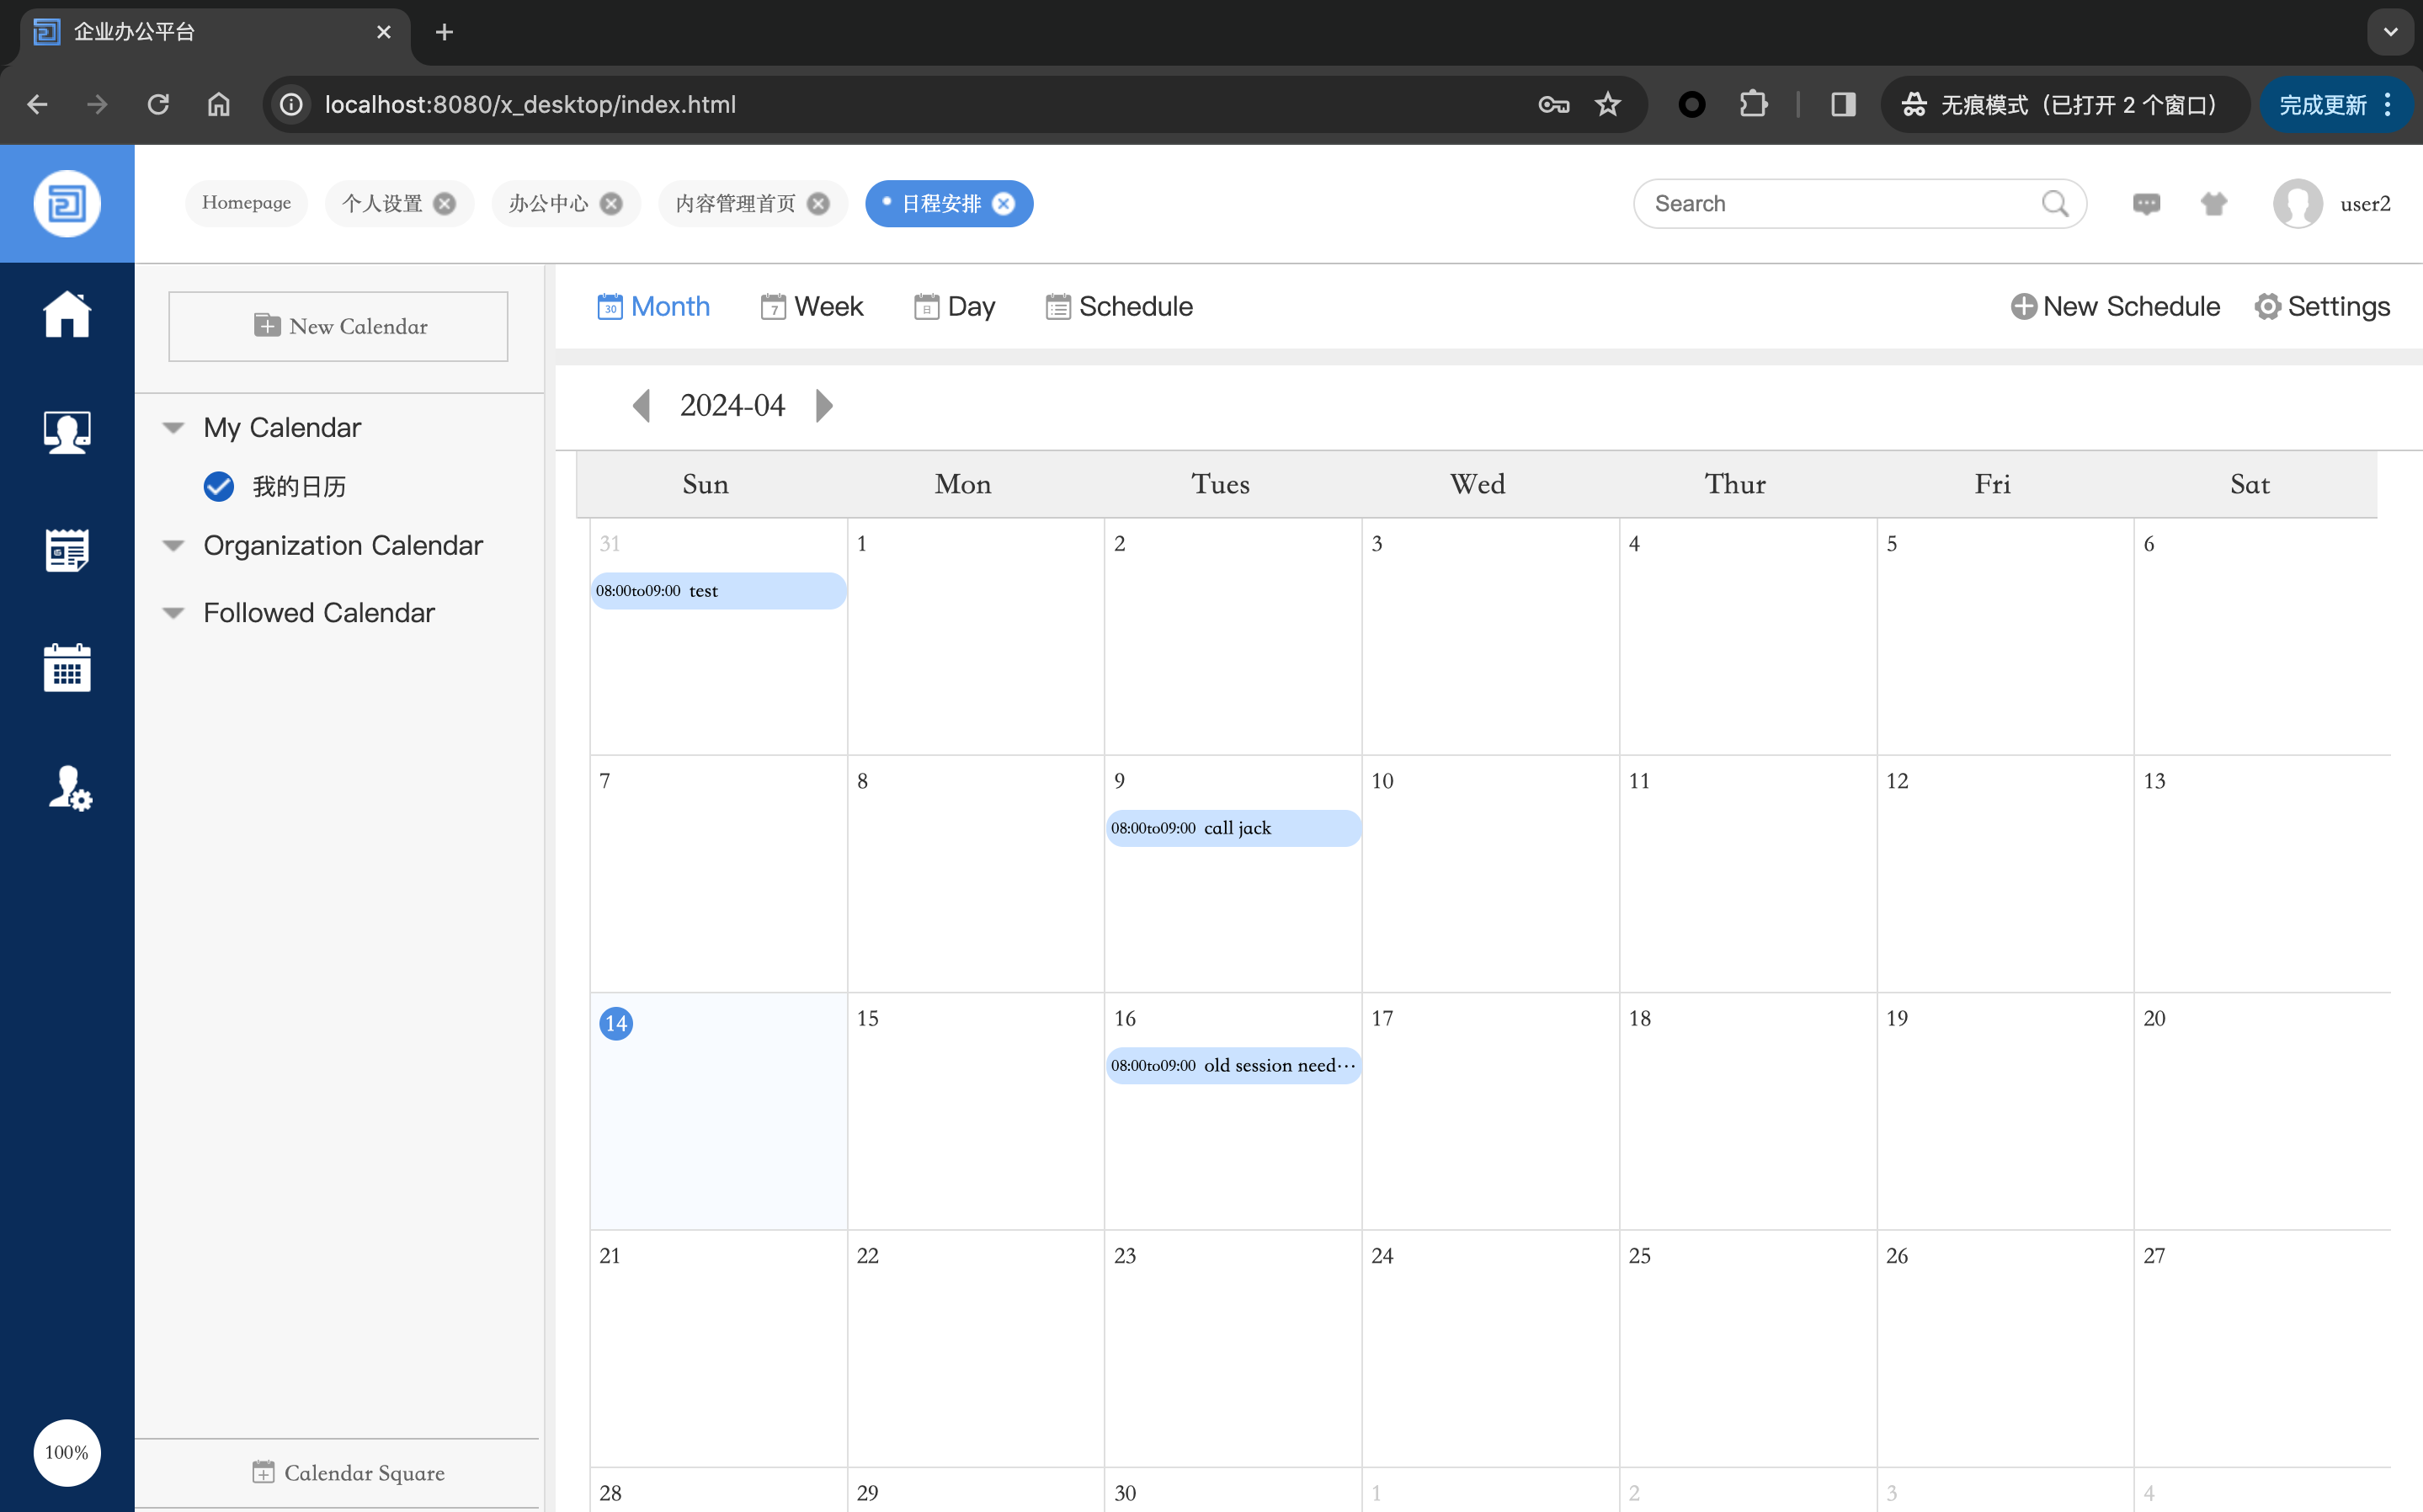 企业办公平台
localhost:8080/x_desktop/index.html
无痕模式（已打开 2 个窗口）
完成更新
Homepage
个人设置
办公中心
内容管理首页
日程安排
Search
user2
New Calendar
Month
Week
Day
Schedule
New Schedule
Settings
2024-04
My Calendar
我的日历
Organization Calendar
Followed Calendar
Sun Mon Tues Wed Thur Fri Sat
31 1 2 3 4 5 6
08:00to09:00 test
7 8 9 10 11 12 13
08:00to09:00 call jack
14 15 16 17 18 19 20
08:00to09:00 old session need···
21 22 23 24 25 26 27
28 29 30 1 2 3 4
100%
Calendar Square